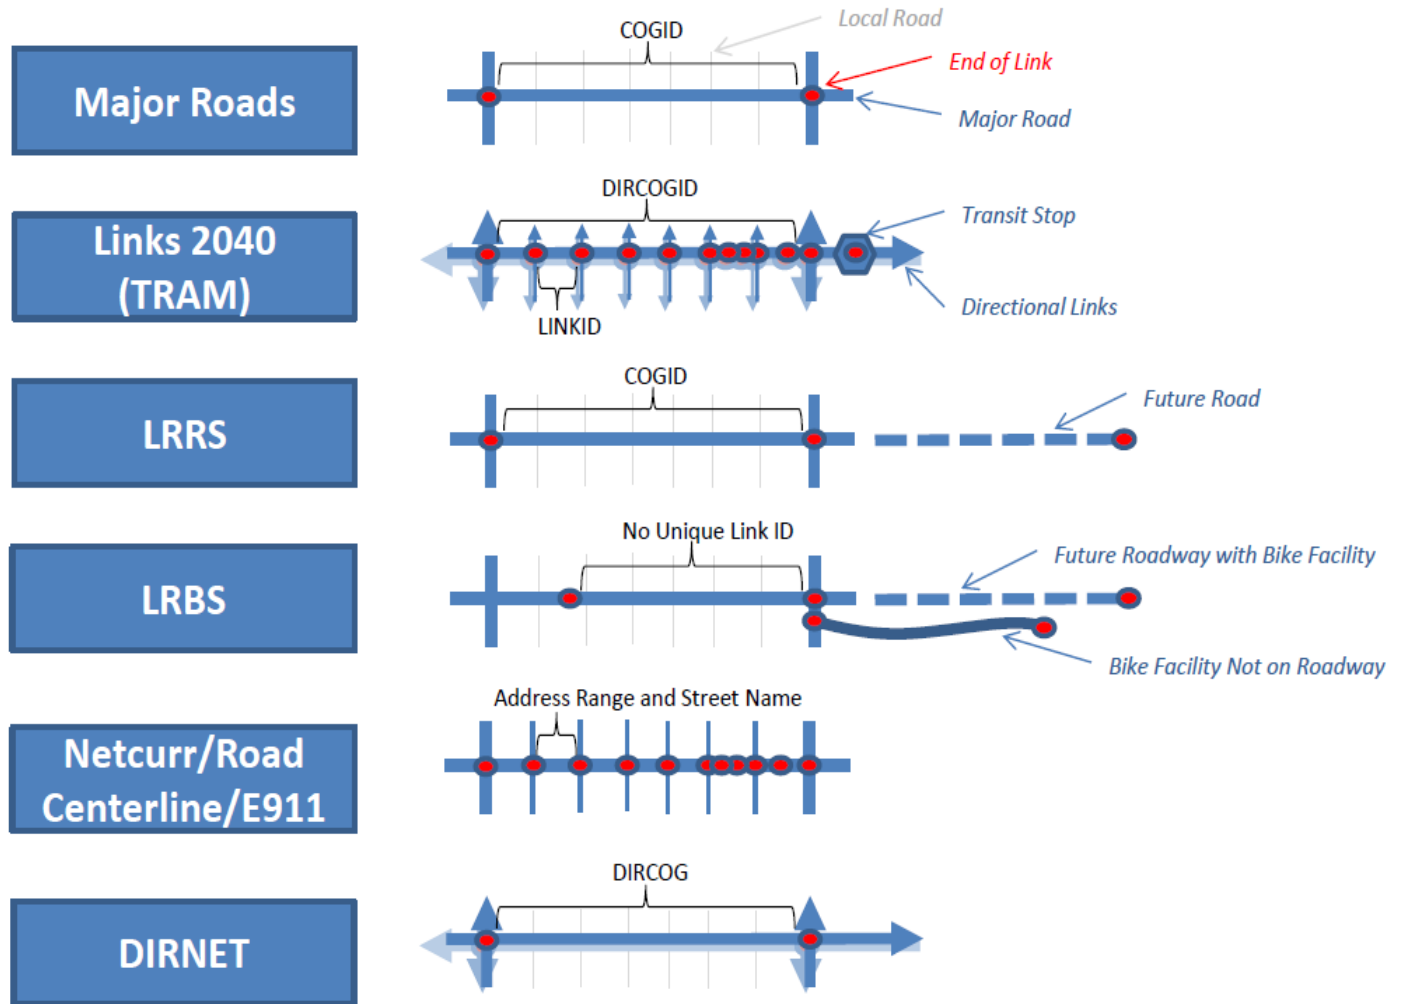 COGID
Local Road
End of Link
Major Roads
Major Road
DIRCOGID
Transit Stop
Links 2040
(TRAM)
Directional Links
LINKID
COGID
Future Road
LRRS
No Unique Link ID
Future Roadway with Bike Facility
LRBS
Bike Facility Not on Roadway
Address Range and Street Name
Netcurr/Road
Centerline/E911
DIRCOG
DIRNET